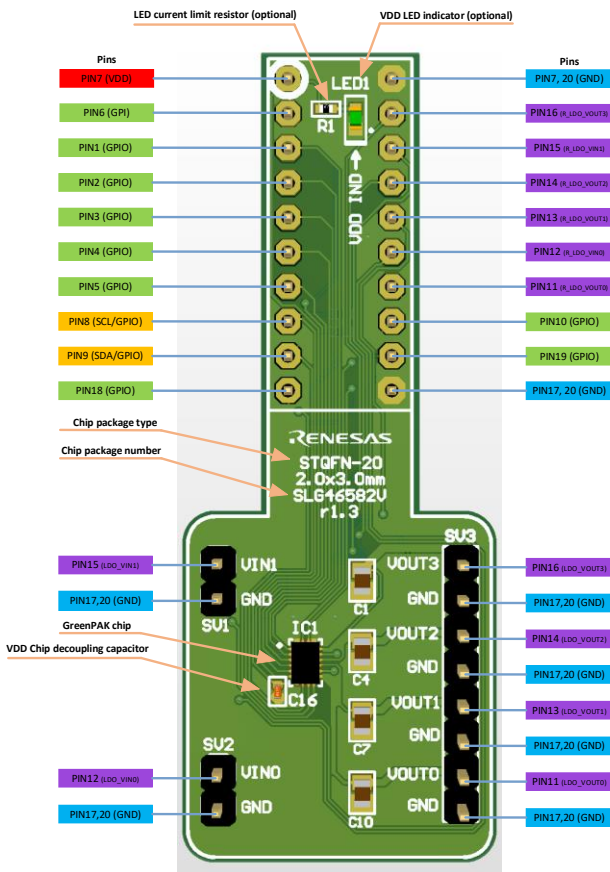 LED current limit resistor (optional)
VDD LED indicator (optional)
Pins
Pins
PIN7 (VDD)
PIN6 (GPI)
PIN1 (GPIO)
PIN2 (GPIO)
PIN3 (GPIO)
PIN4 (GPIO)
PIN5 (GPIO)
PIN8 (SCL/GPIO)
PIN9 (SDA/GPIO)
PIN18 (GPIO)
LED1
R1
VDD IND
PIN7, 20 (GND)
PIN16 (R_LDO_VOUT3)
PIN15 (R_LDO_VIN1)
PIN14 (R_LDO_VOUT2)
PIN13 (R_LDO_VOUT1)
PIN12 (R_LDO_VIN0)
PIN11 (R_LDO_VOUT0)
PIN10 (GPIO)
PIN19 (GPIO)
PIN17, 20 (GND)
Chip package type
Chip package number
RENESAS
STQFN-20
2.0x3.0mm
SLG46582V
r1.3
PIN15 (LDO_VIN1)
PIN17,20 (GND)
GreenPAK chip
VDD Chip decoupling capacitor
PIN12 (LDO_VIN0)
PIN17,20 (GND)
VIN1
GND
SV1
IC1
C16
SV2
VIN0
GND
SV3
VOUT3
C1
GND
VOUT2
C4
GND
VOUT1
C7
GND
VOUT0
C10
GND
PIN16 (LDO_VOUT3)
PIN17,20 (GND)
PIN14 (LDO_VOUT2)
PIN17,20 (GND)
PIN13 (LDO_VOUT1)
PIN17,20 (GND)
PIN11 (LDO_VOUT0)
PIN17,20 (GND)